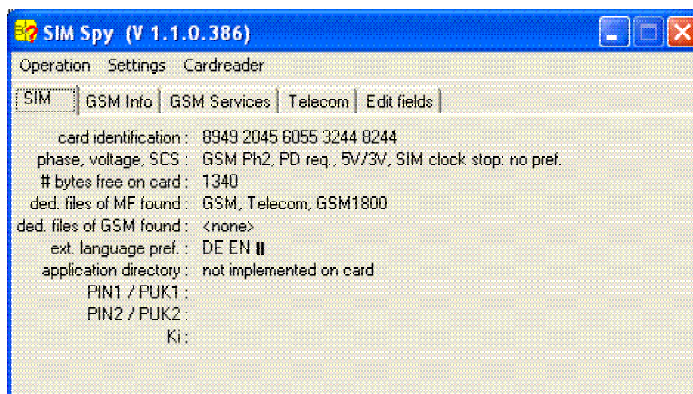 SIM Spy (V 1.1.0.386)
Operation Settings Cardreader
SIM GSM Info GSM Services Telecom Edit fields
card identification : 8949 2045 6055 3244 8244
phase, voltage, SCS : GSM Ph2, PD req., 5V/3V, SIM clock stop: no pref.
# bytes free on card : 1340
ded. files of MF found : GSM, Telecom, GSM1800
ded. files of GSM found : <none>
ext. language pref. : DE EN
application directory : not implemented on card
PIN1 / PUK1 :
PIN2 / PUK2 :
Ki :